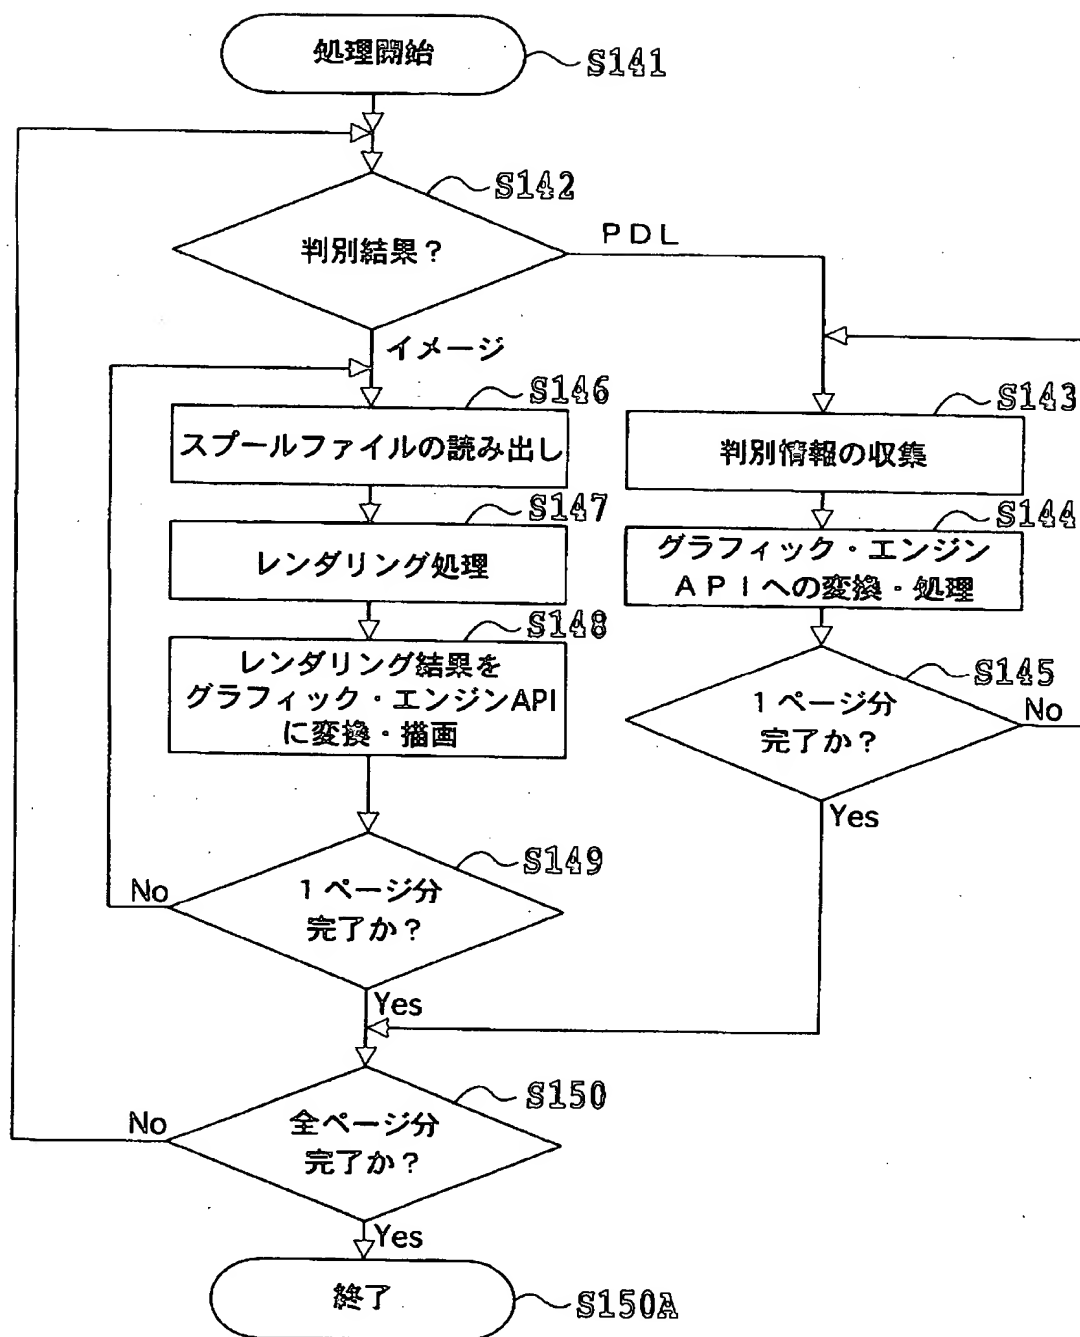 処理開始
S141
S142
判別結果?
PDL
イメージ
S146
スプールファイルの読み出し
S147
レンダリング処理
S148
レンダリング結果を
グラフィック・エンジンAPI
に変換・描画
S149
1ページ分
完了か?
No
Yes
S143
判別情報の収集
S144
グラフィック・エンジン
APIへの変換・処理
S145
1ページ分
完了か?
No
Yes
S150
全ページ分
完了か?
No
Yes
終了
S150A